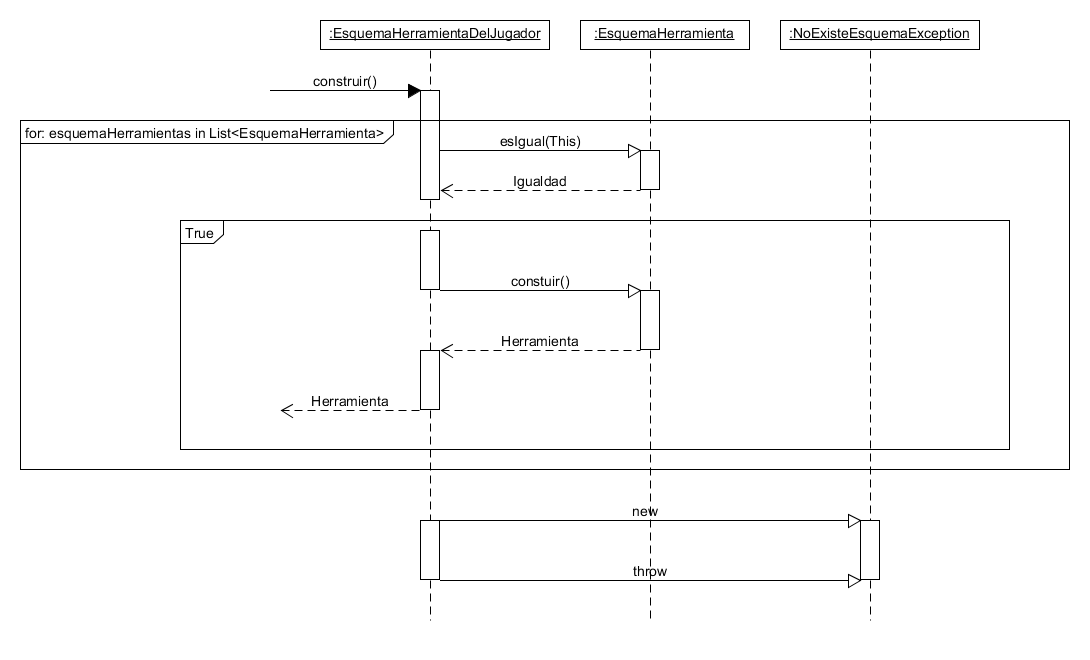 :EsquemaHerramientaDelJugador
:EsquemaHerramienta
:NoExisteEsquemaException
construir()
for: esquemaHerramientas in List<EsquemaHerramienta>
esIgual(This)
Igualdad
True
constuir()
Herramienta
Herramienta
new
throw